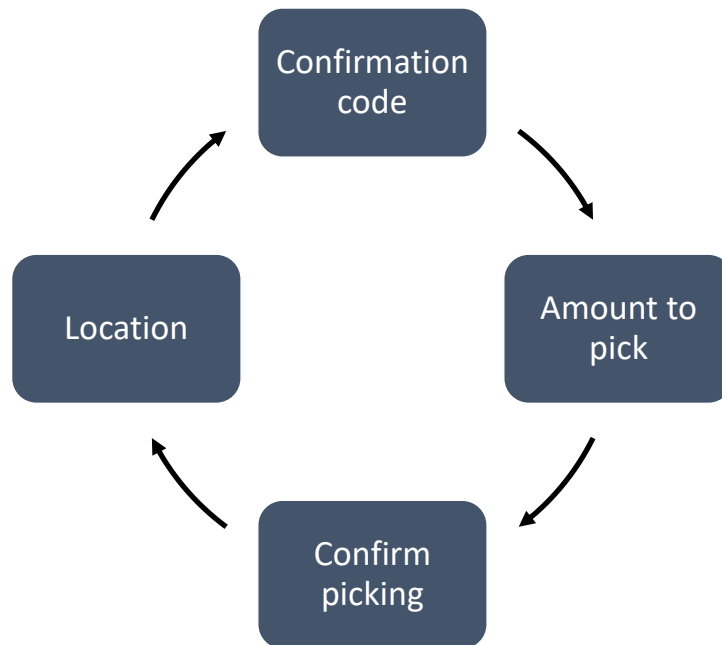 Confirmation
code
Location
Amount to
pick
Confirm
picking